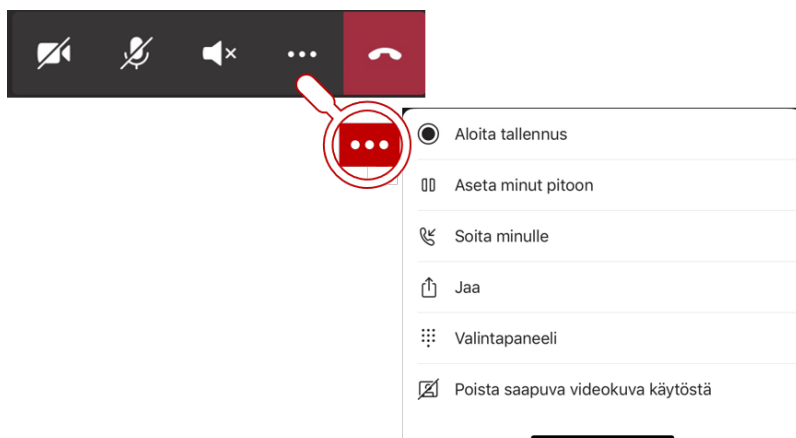 Aloita tallennus
Aseta minut pitoon
Soita minulle
Jaa
Valintapaneeli
Poista saapuva videokuva käytöstä